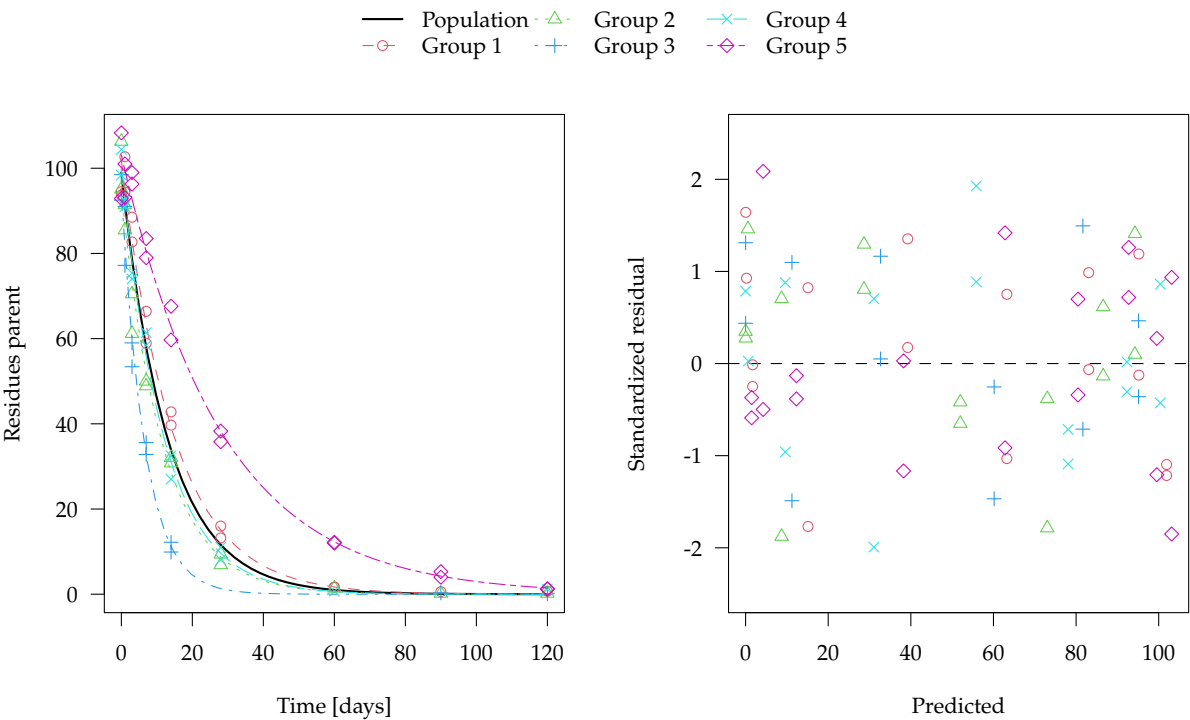 Population Group 2 Group 4
Group 1 Group 3 Group 5
100
80
60
40
20
0
Residues parent
0 20 40 60 80 100 120
Time [days]
2
1
0
-1
-2
Standardized residual
0 20 40 60 80 100
Predicted